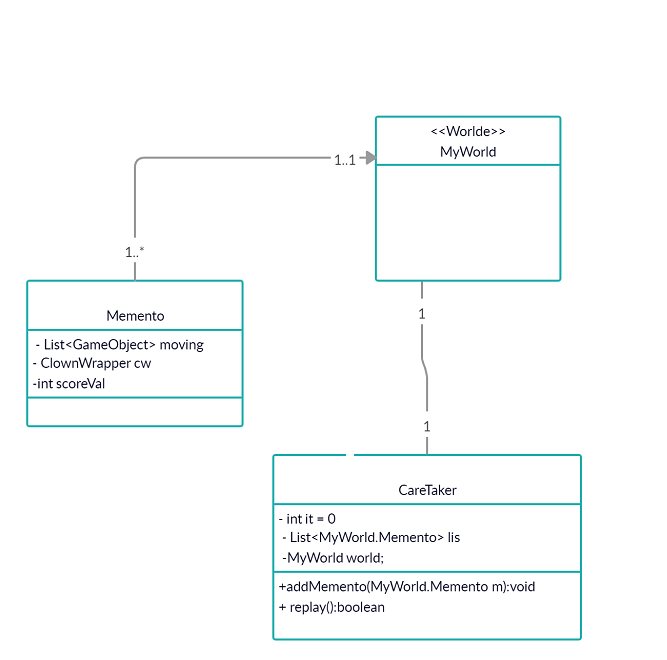 <<Worlde>>
MyWorld
1..1
1..*
Memento
- List<GameObject> moving
- ClownWrapper cw
-int scoreVal
1
1
CareTaker
- int it = 0
- List<MyWorld.Memento> lis
-MyWorld world;
+addMemento(MyWorld.Memento m):void
+ replay():boolean